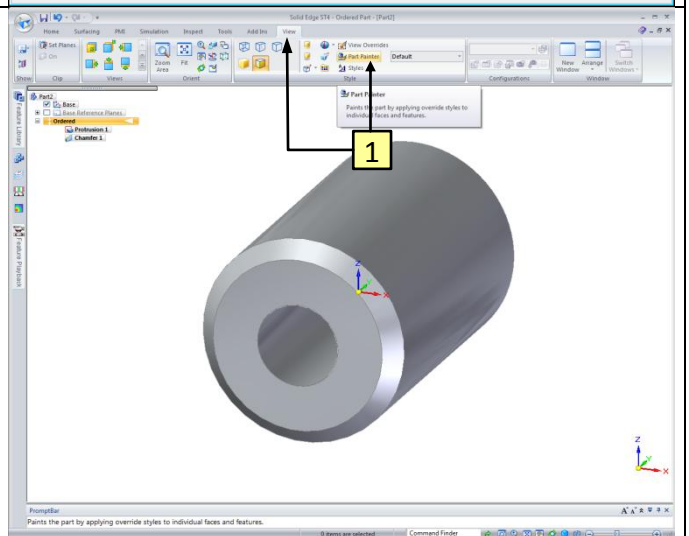 Solid Edge ST4 - Ordered Part - [Part2]
Home Surfacing PMI Simulation Inspect Tools Add Ins View
Set Planes
On
Show
Clip
Views
Zoom Area
Fit
Orient
View Overrides
Part Painter
Default
Styles
Style
Configurations
New Window
Arrange
Switch Windows
Window
Part Painter
Paints the part by applying override styles to
individual faces and features.
1
Part2
Base
Base Reference Planes
Ordered
Protrusion 1
Chamfer 1
Feature Library
Feature Playback
Z
Y
X
Z
Y
X
PromptBar
Paints the part by applying override styles to individual faces and features.
0 items are selected
Command Finder